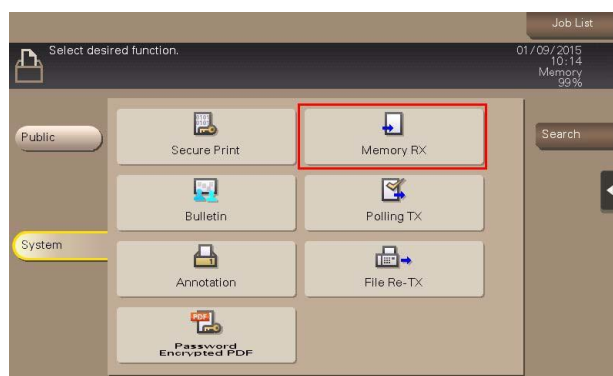 Job List
Select desired function.
01/09/2015
10:14
Memory
99%
Public
Secure Print
Memory RX
Search
Bulletin
Polling TX
System
Annotation
File Re-TX
PDF
Password
Encrypted PDF